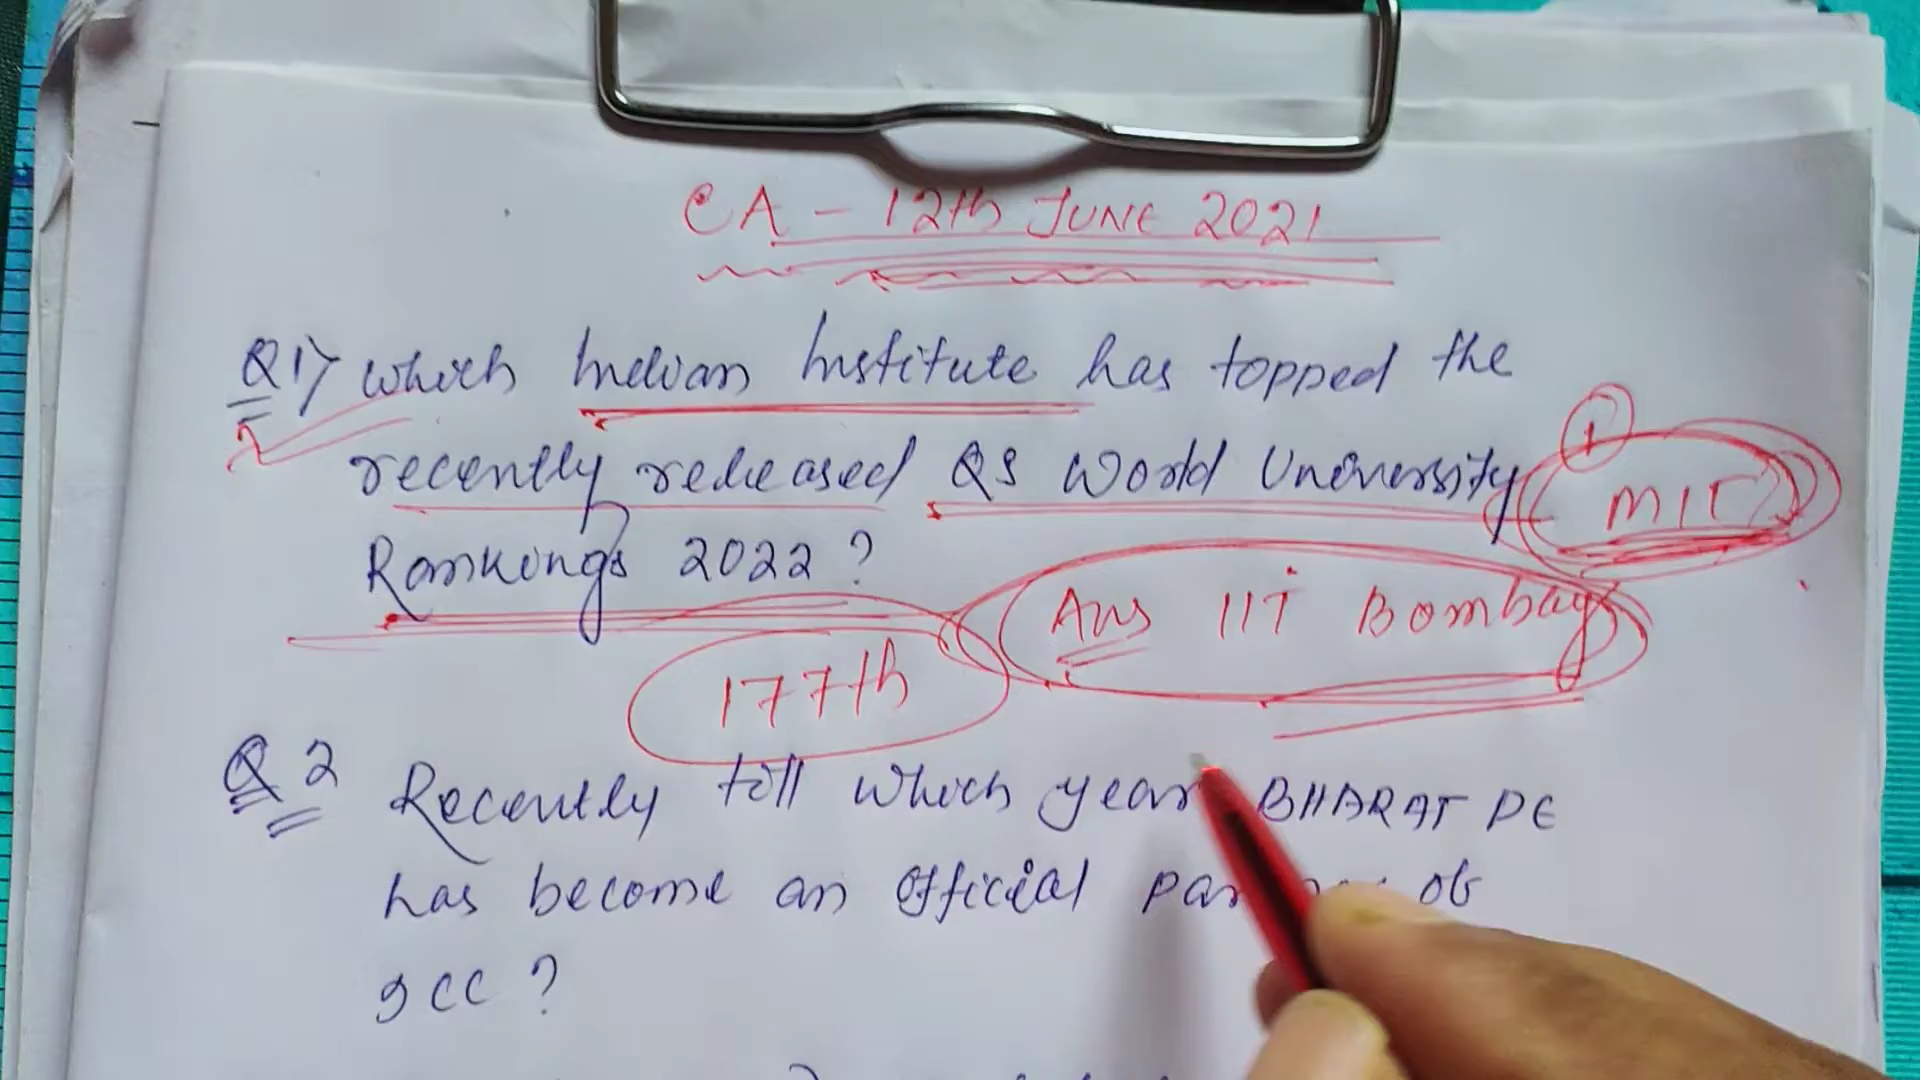 CA - 12th JUNE 2021
Q1) Which Indian Institute has topped the
recently released QS World University
Rankings 2022 ?
1
MIT
Ans IIT Bombay
177th
Q2 Recently till which year BHARAT PE
has become an official of
ICC ?